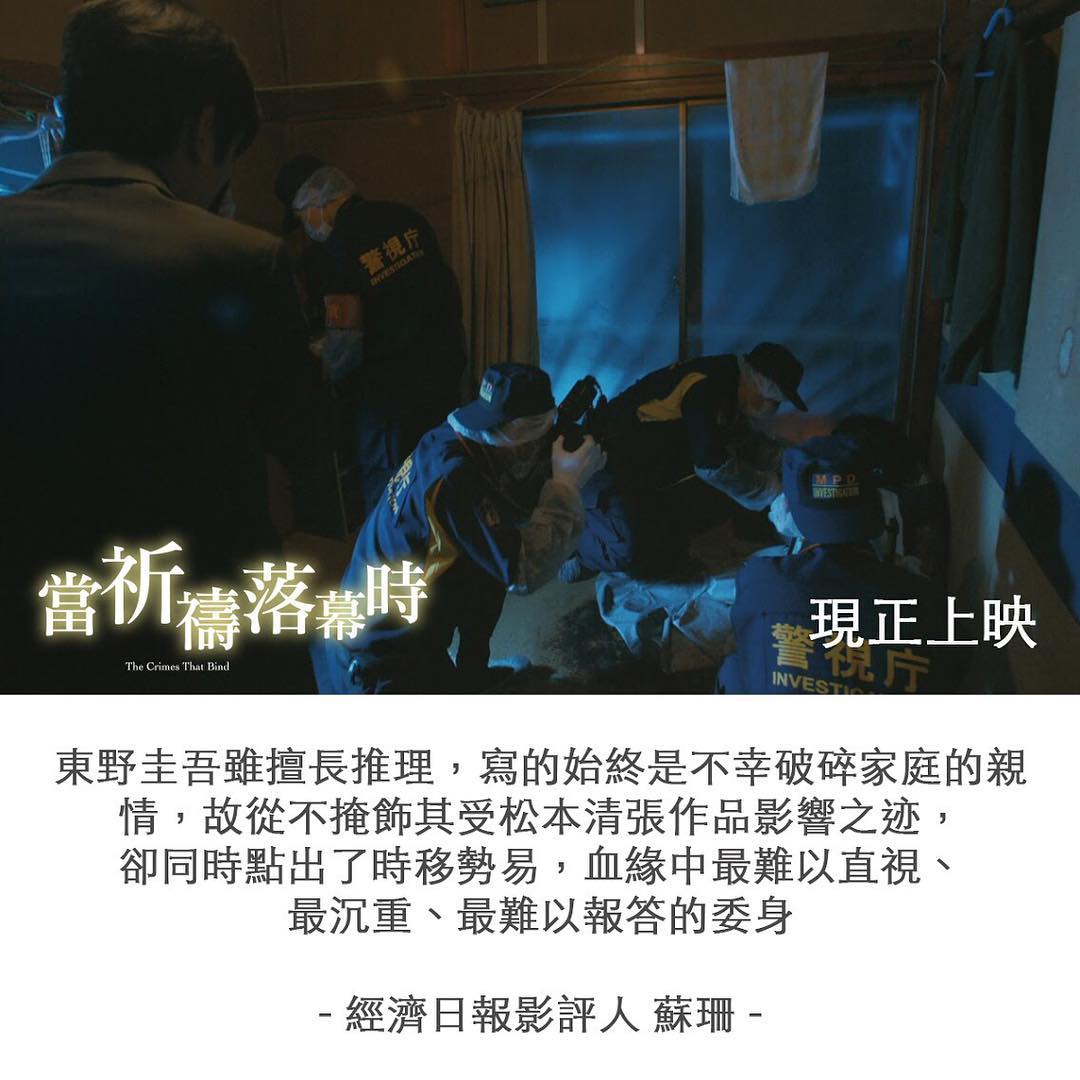 警視庁
INVESTIGATION
MPD
INVESTIGATION
當祈禱落幕時
The Crimes That Bind
現正上映
警視庁
東野圭吾雖擅長推理，寫的始終是不幸破碎家庭的親
情，故從不掩飾其受松本清張作品影響之迹，
卻同時點出了時移勢易，血緣中最難以直視、
最沉重、最難以報答的委身
- 經濟日報影評人 蘇珊 -